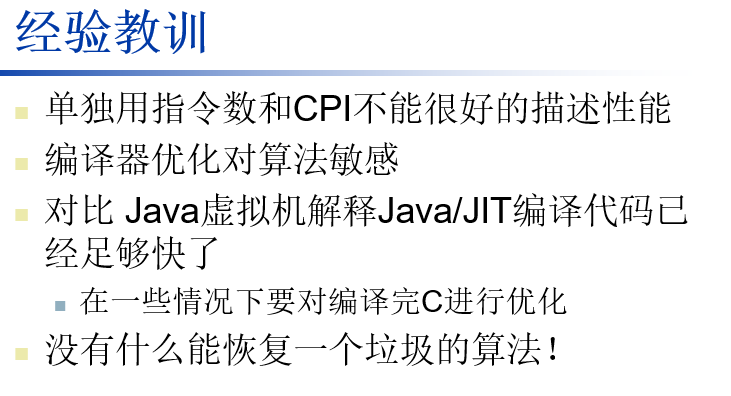 经验教训
单独用指令数和CPI不能很好的描述性能
编译器优化对算法敏感
对比 Java虚拟机解释Java/JIT编译代码已
经足够快了
在一些情况下要对编译完C进行优化
没有什么能恢复一个垃圾的算法！